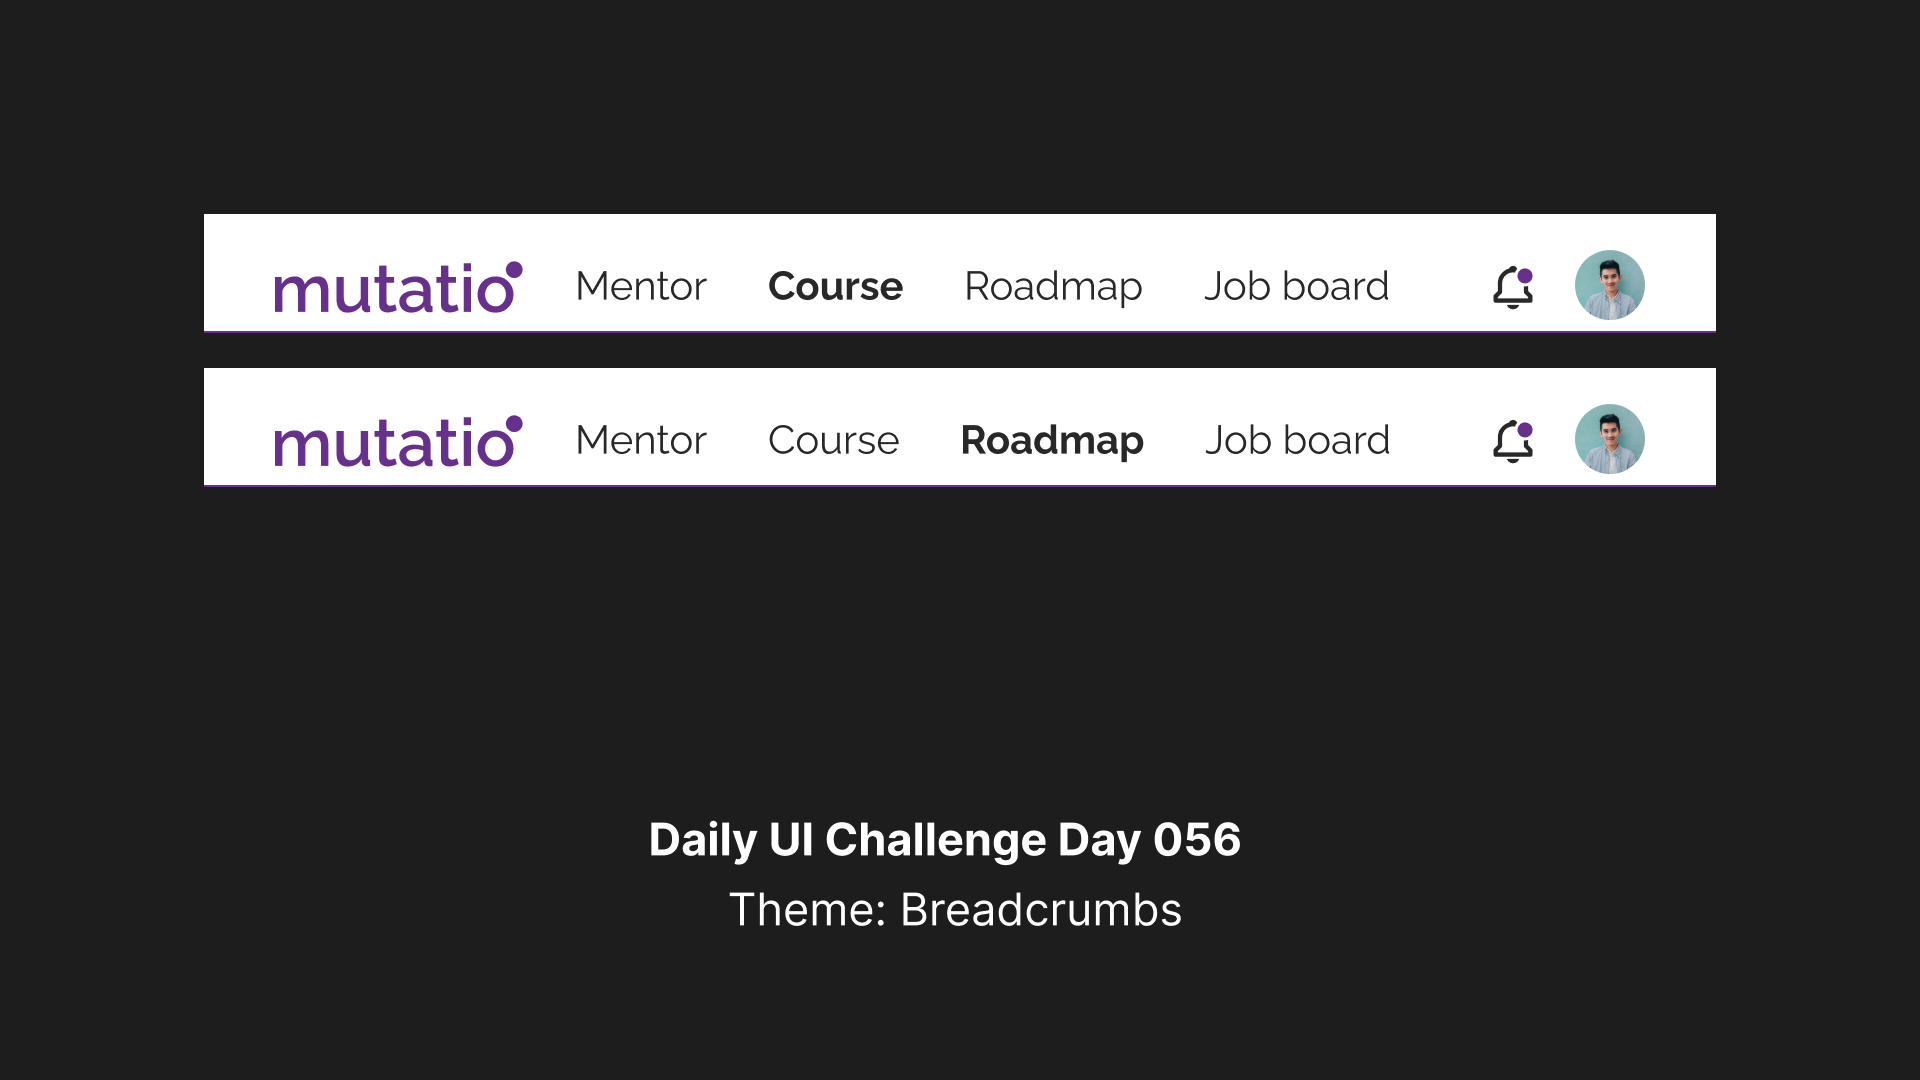 mutatio Mentor Course Roadmap Job board
mutatio Mentor Course Roadmap Job board
Daily UI Challenge Day 056
Theme: Breadcrumbs